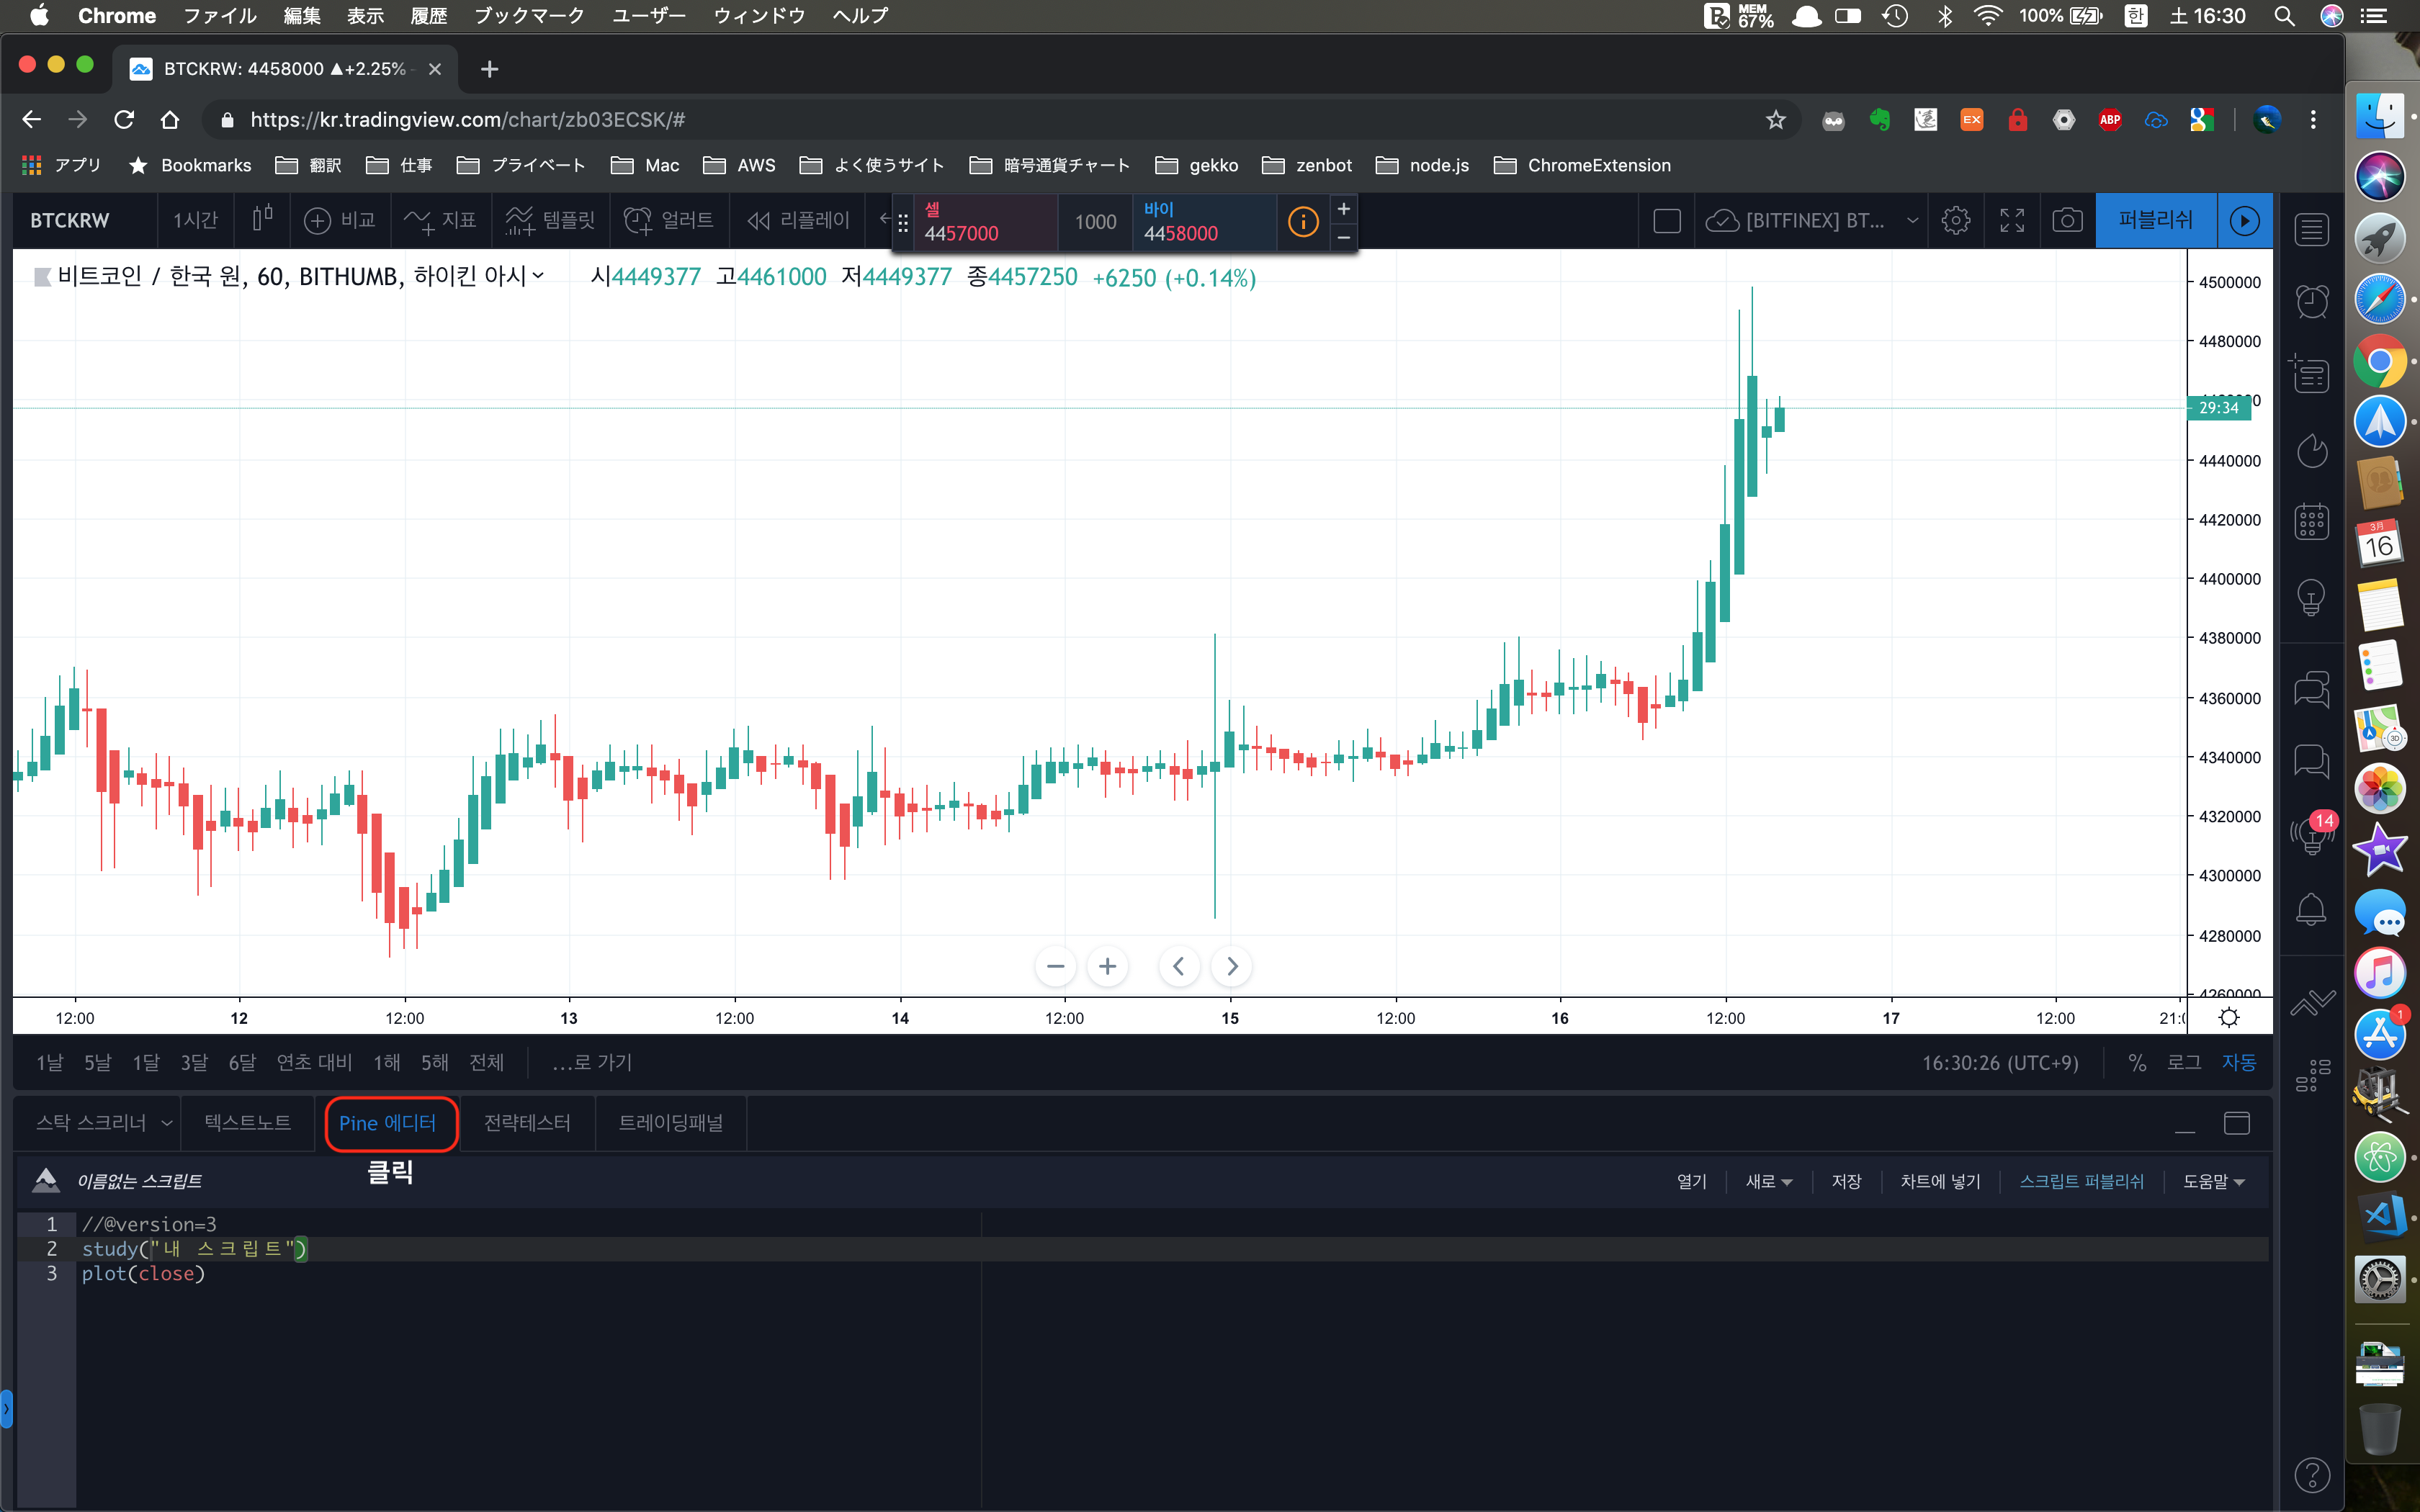 Chrome ファイル 編集 表示 履歴 ブックマーク ユーザー ウィンドウ ヘルプ MEM 67% 100% 한 土 16:30
BTCKRW: 4458000 ▲+2.25% -
https://kr.tradingview.com/chart/zb03ECSK/#
EX ABP
アプリ Bookmarks 翻訳 仕事 プライベート Mac AWS よく使うサイト 暗号通貨チャート gekko zenbot node.js ChromeExtension
BTCKRW 1시간 비교 지표 템플릿 얼러트 리플레이
셀 4457000
1000
바이 4458000
+
−
[BITFINEX] BT... 퍼블리쉬
비트코인 / 한국 원, 60, BITHUMB, 하이킨 아시 시4449377 고4461000 저4449377 종4457250 +6250 (+0.14%)
4500000
4480000
29:34
4440000
4420000
4400000
4380000
4360000
4340000
4320000
4300000
4280000
4260000
3月
16
3D
14
1
12:00 12 12:00 13 12:00 14 12:00 15 12:00 16 12:00 17 12:00 21:0
1날 5날 1달 3달 6달 연초 대비 1해 5해 전체 ...로 가기 16:30:26 (UTC+9) % 로그 자동
스탁 스크리너 텍스트노트 Pine 에디터 전략테스터 트레이딩패널
클릭
이름없는 스크립트 열기 새로 저장 차트에 넣기 스크립트 퍼블리쉬 도움말
1 //@version=3
2 study("내 스크립트")
3 plot(close)